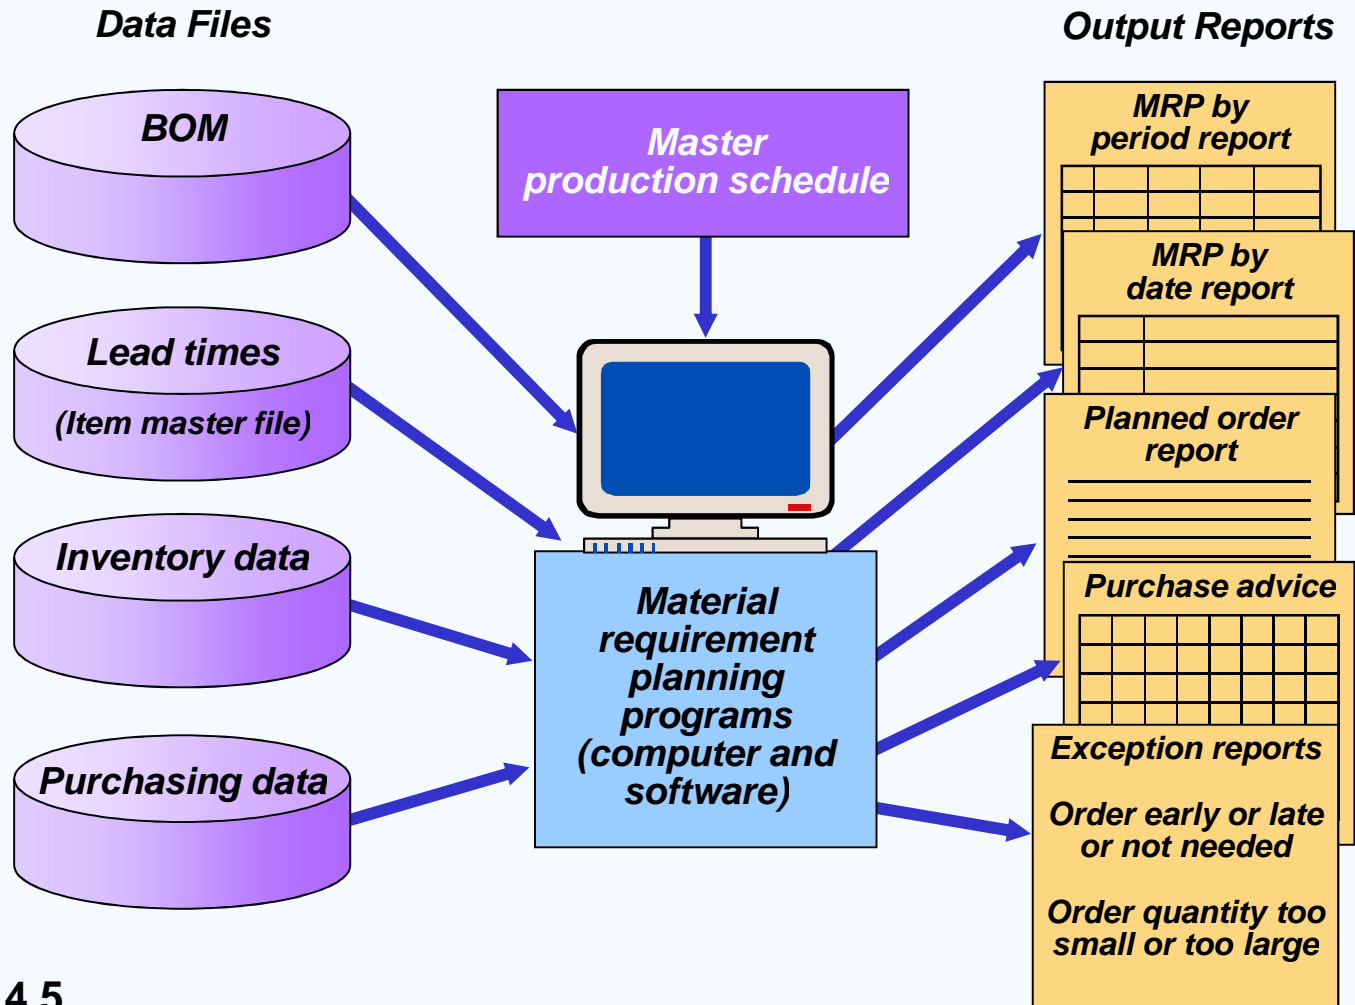 Data Files
Output Reports
BOM
Lead times
(Item master file)
Inventory data
Purchasing data
Master
production schedule
Material
requirement
planning
programs
(computer and
software)
MRP by
period report
MRP by
date report
Planned order
report
Purchase advice
Exception reports
Order early or late
or not needed
Order quantity too
small or too large
4.5